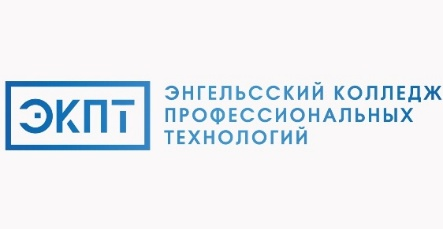 ЭКПТ
ЭНГЕЛЬССКИЙ КОЛЛЕДЖ
ПРОФЕССИОНАЛЬНЫХ
ТЕХНОЛОГИЙ